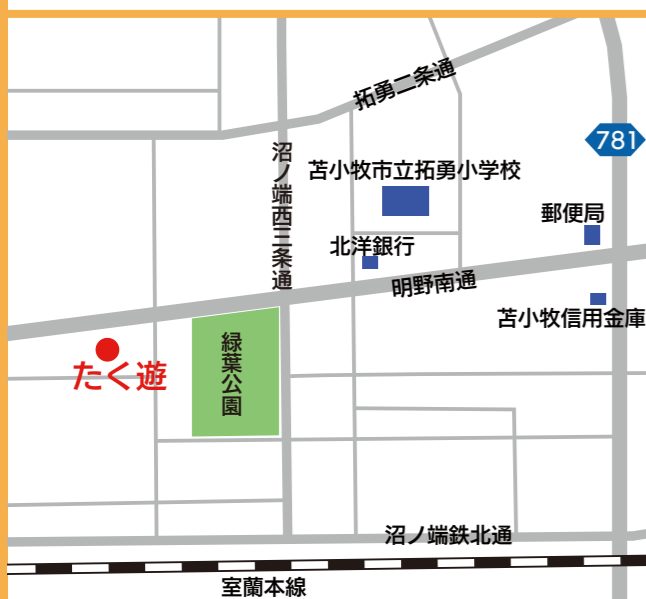 拓勇二条通
781
沼ノ端西三条通
苫小牧市立拓勇小学校
郵便局
北洋銀行
明野南通
苫小牧信用金庫
緑葉公園
たく遊
沼ノ端鉄北通
室蘭本線